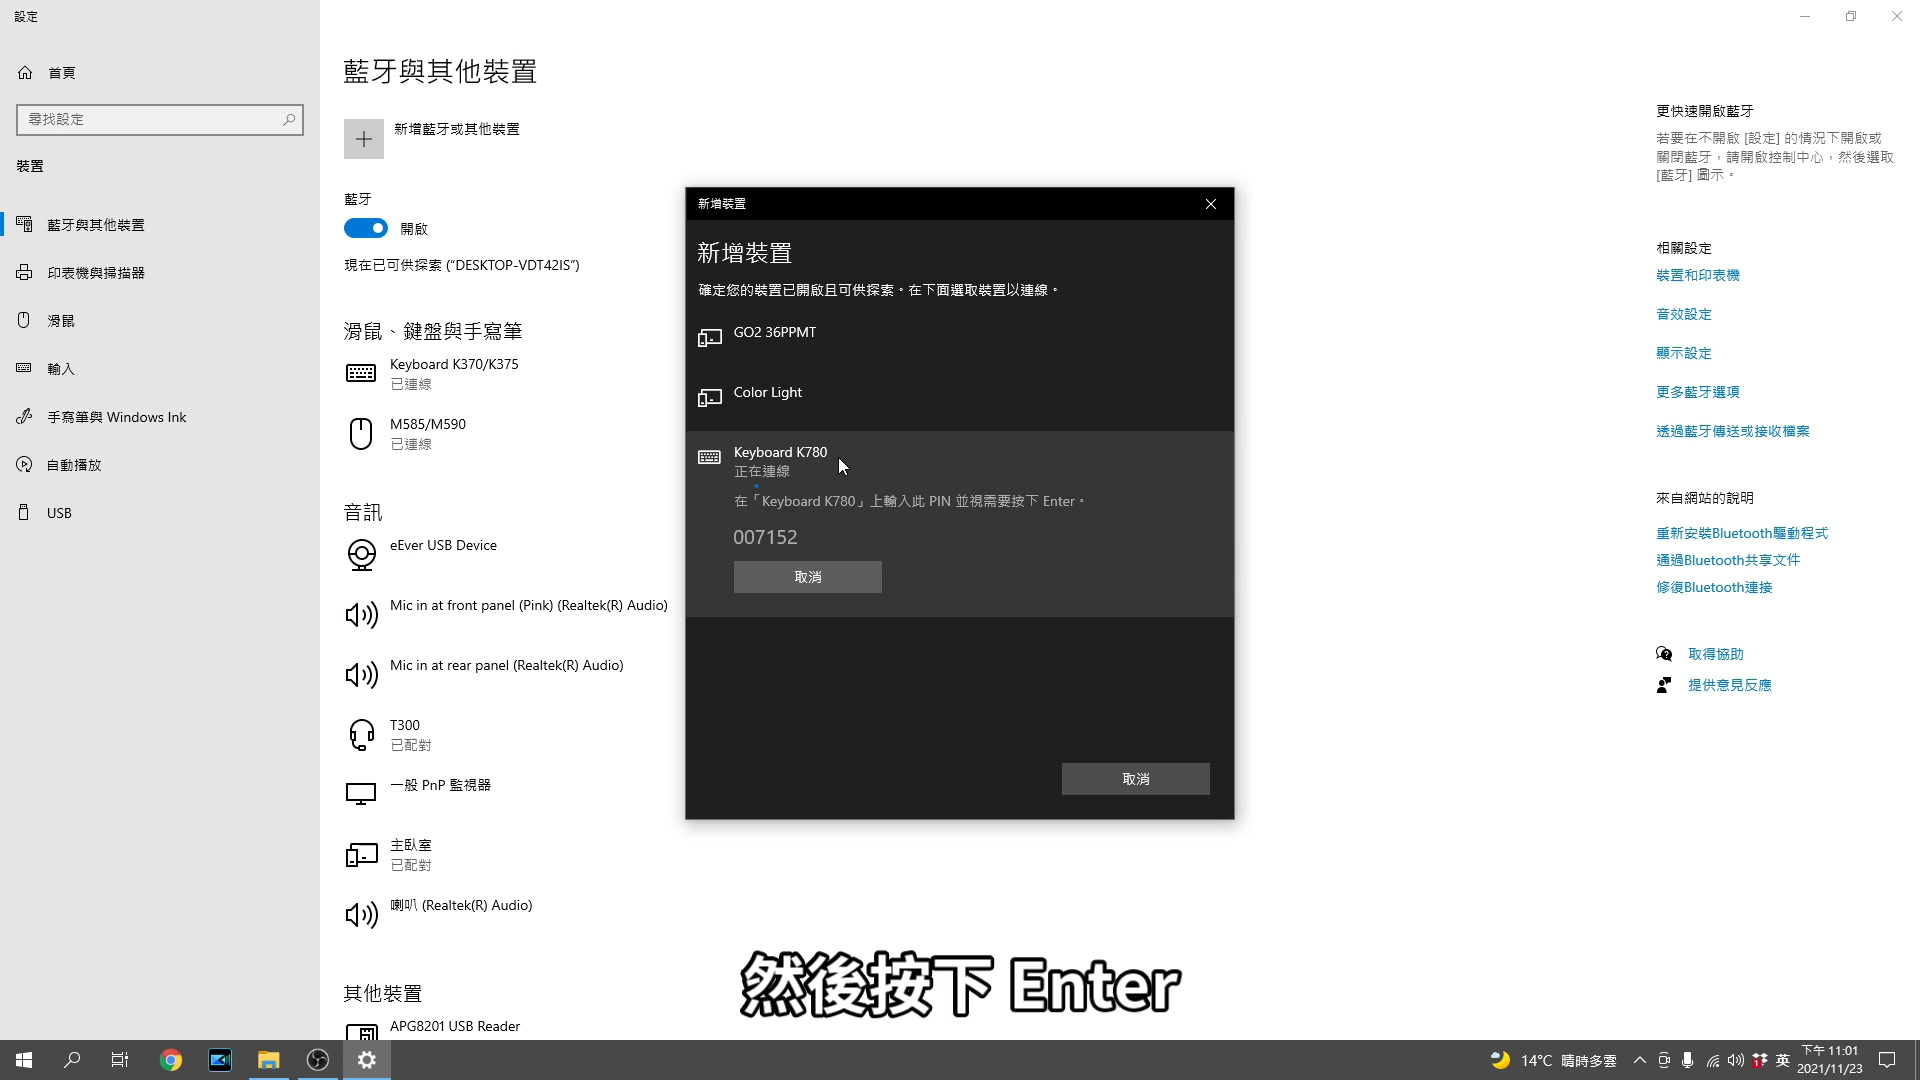 設定
首頁
尋找設定
裝置
藍牙與其他裝置
印表機與掃描器
滑鼠
輸入
手寫筆與 Windows Ink
自動播放
USB
藍牙與其他裝置
新增藍牙或其他裝置
藍牙
開啟
現在已可供探索 (“DESKTOP-VDT42IS”)
滑鼠、鍵盤與手寫筆
Keyboard K370/K375
已連線
M585/M590
已連線
音訊
eEver USB Device
Mic in at front panel (Pink) (Realtek(R) Audio)
Mic in at rear panel (Realtek(R) Audio)
T300
已配對
一般 PnP 監視器
主臥室
已配對
喇叭 (Realtek(R) Audio)
其他裝置
APG8201 USB Reader
新增裝置
新增裝置
確定您的裝置已開啟且可供探索。在下面選取裝置以連線。
GO2 36PPMT
Color Light
Keyboard K780
正在連線
在「Keyboard K780」上輸入此 PIN 並視需要按下 Enter。
007152
取消
取消
更快速開啟藍牙
若要在不開啟 [設定] 的情況下開啟或
關閉藍牙，請開啟控制中心，然後選取
[藍牙] 圖示。
相關設定
裝置和印表機
音效設定
顯示設定
更多藍牙選項
透過藍牙傳送或接收檔案
來自網站的說明
重新安裝Bluetooth驅動程式
通過Bluetooth共享文件
修復Bluetooth連接
取得協助
提供意見反應
然後按下 Enter
14°C 晴時多雲
英
下午 11:01
2021/11/23